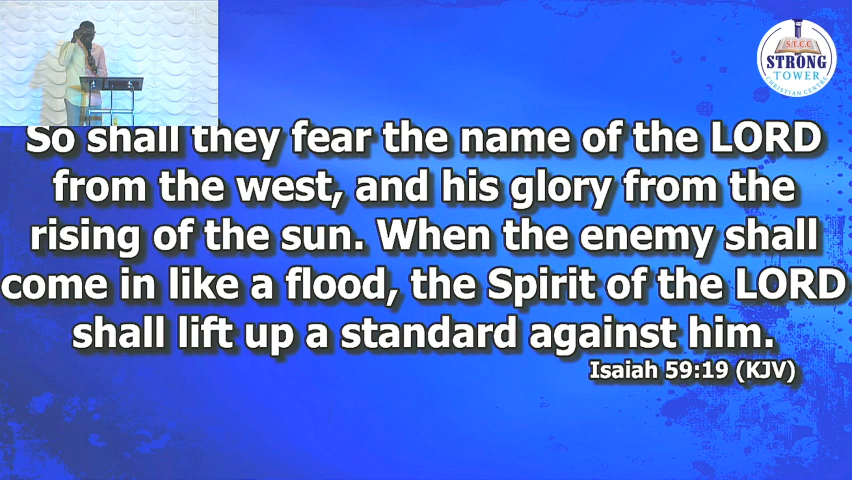 S.T.C.C
STRONG
TOWER
CHRISTIAN CENTRE
So shall they fear the name of the LORD
from the west, and his glory from the
rising of the sun. When the enemy shall
come in like a flood, the Spirit of the LORD
shall lift up a standard against him.
Isaiah 59:19 (KJV)